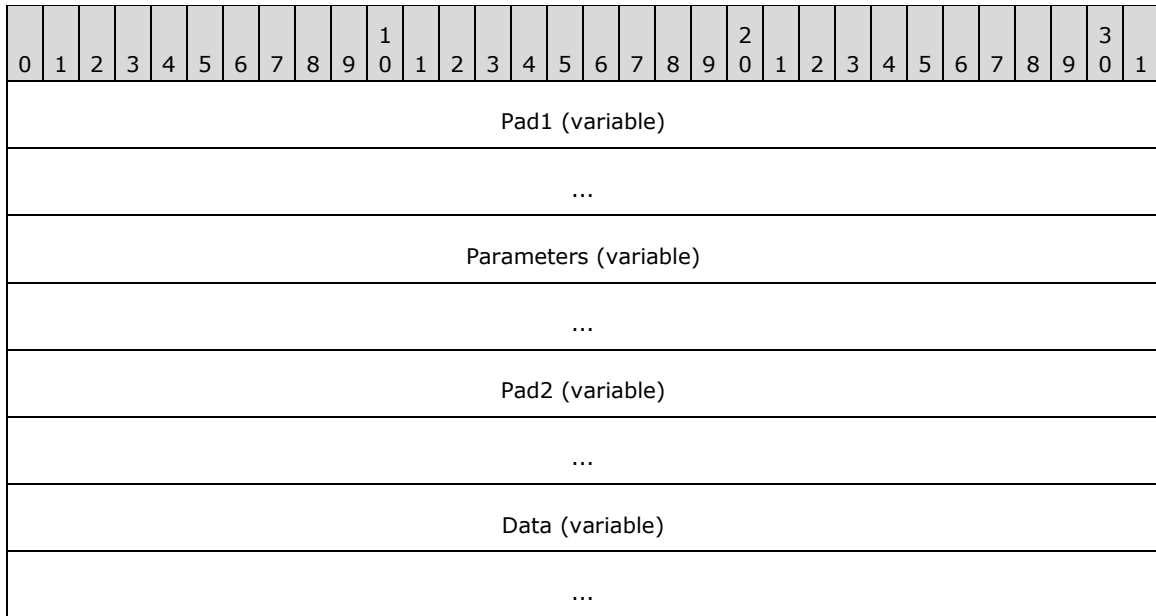 1 2 3
0 1 2 3 4 5 6 7 8 9 0 1 2 3 4 5 6 7 8 9 0 1 2 3 4 5 6 7 8 9 0 1
Pad1 (variable)
...
Parameters (variable)
...
Pad2 (variable)
...
Data (variable)
...